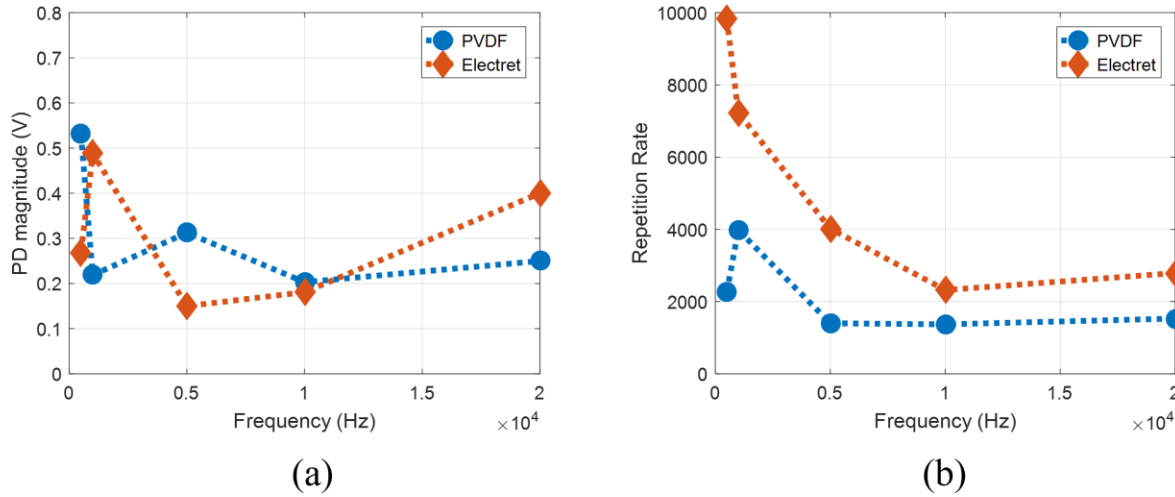 0.8
0.7
0.6
0.5
0.4
0.3
0.2
0.1
0
PD magnitude (V)
PVDF
Electret
0 0.5 1 1.5 2
Frequency (Hz)
×10⁴
(a)
10000
8000
6000
4000
2000
0
Repetition Rate
PVDF
Electret
0 0.5 1 1.5 2
Frequency (Hz)
×10⁴
(b)